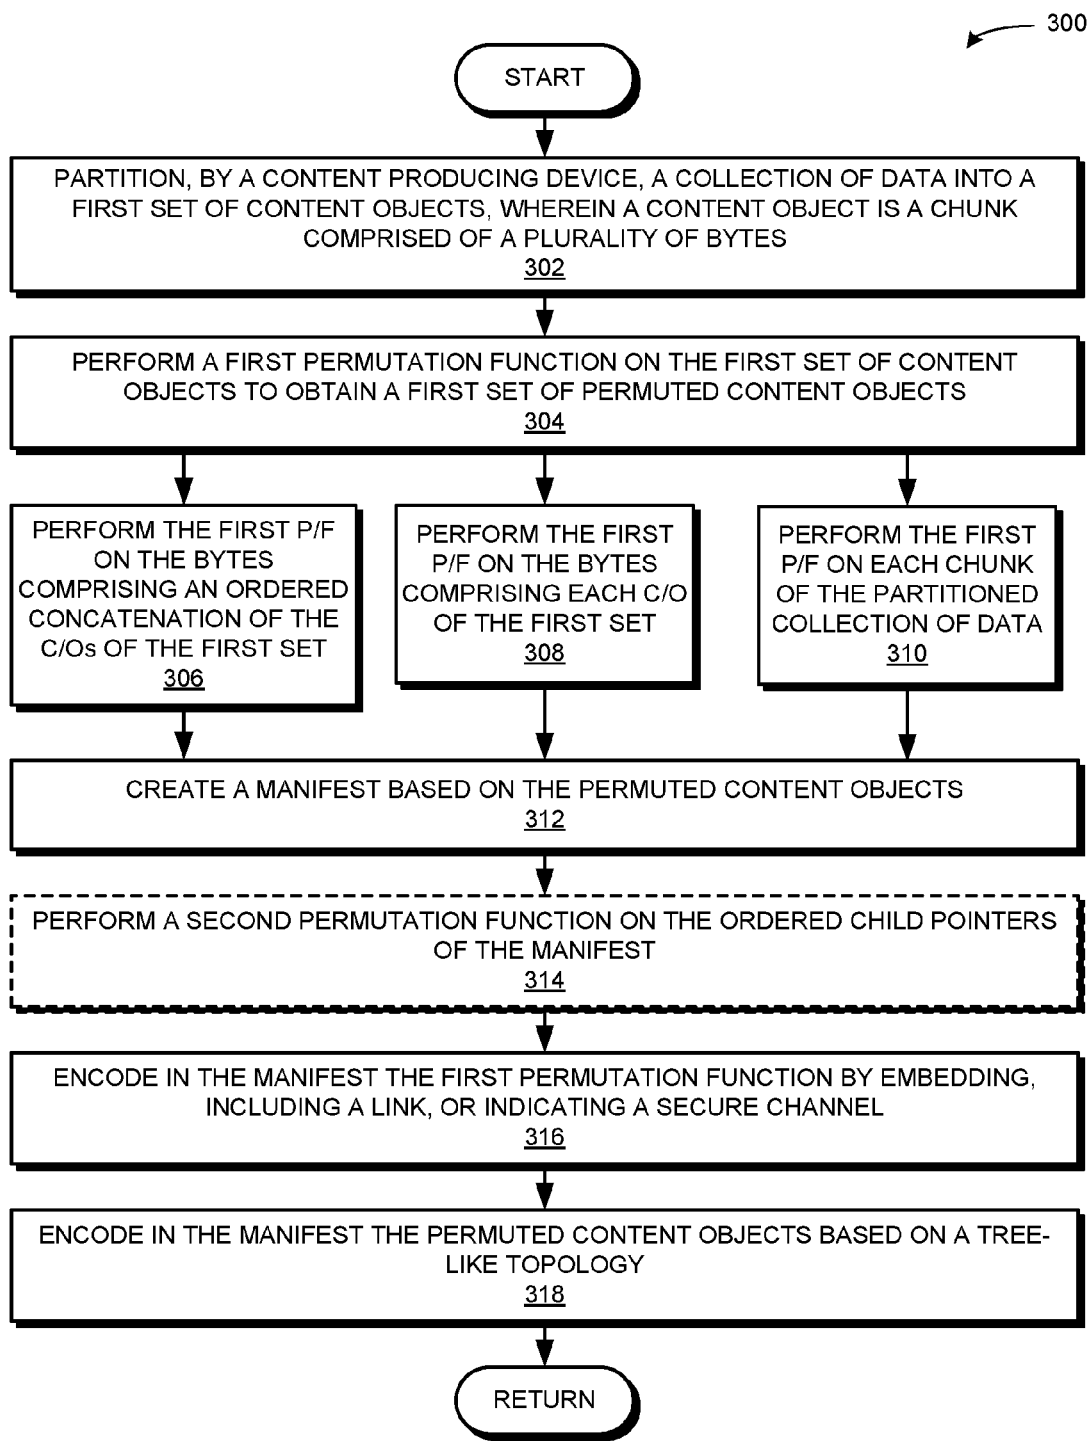 300
START
PARTITION, BY A CONTENT PRODUCING DEVICE, A COLLECTION OF DATA INTO A
FIRST SET OF CONTENT OBJECTS, WHEREIN A CONTENT OBJECT IS A CHUNK
COMPRISED OF A PLURALITY OF BYTES
302
PERFORM A FIRST PERMUTATION FUNCTION ON THE FIRST SET OF CONTENT
OBJECTS TO OBTAIN A FIRST SET OF PERMUTED CONTENT OBJECTS
304
PERFORM THE FIRST P/F
ON THE BYTES
COMPRISING AN ORDERED
CONCATENATION OF THE
C/Os OF THE FIRST SET
306
PERFORM THE FIRST
P/F ON THE BYTES
COMPRISING EACH C/O
OF THE FIRST SET
308
PERFORM THE FIRST
P/F ON EACH CHUNK
OF THE PARTITIONED
COLLECTION OF DATA
310
CREATE A MANIFEST BASED ON THE PERMUTED CONTENT OBJECTS
312
PERFORM A SECOND PERMUTATION FUNCTION ON THE ORDERED CHILD POINTERS
OF THE MANIFEST
314
ENCODE IN THE MANIFEST THE FIRST PERMUTATION FUNCTION BY EMBEDDING,
INCLUDING A LINK, OR INDICATING A SECURE CHANNEL
316
ENCODE IN THE MANIFEST THE PERMUTED CONTENT OBJECTS BASED ON A TREE-
LIKE TOPOLOGY
318
RETURN